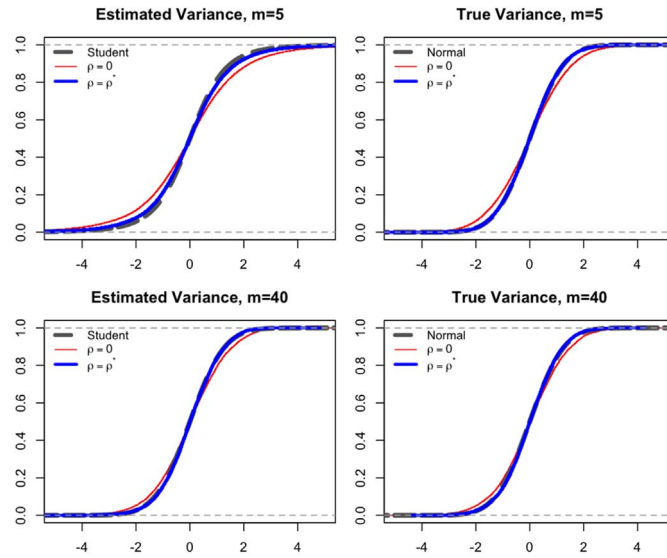 Estimated Variance, m=5
1.0
0.8
0.6
0.4
0.2
0.0
Student
ρ = 0
ρ = ρ*
-4 -2 0 2 4
True Variance, m=5
1.0
0.8
0.6
0.4
0.2
0.0
Normal
ρ = 0
ρ = ρ*
-4 -2 0 2 4
Estimated Variance, m=40
1.0
0.8
0.6
0.4
0.2
0.0
Student
ρ = 0
ρ = ρ*
-4 -2 0 2 4
True Variance, m=40
1.0
0.8
0.6
0.4
0.2
0.0
Normal
ρ = 0
ρ = ρ*
-4 -2 0 2 4